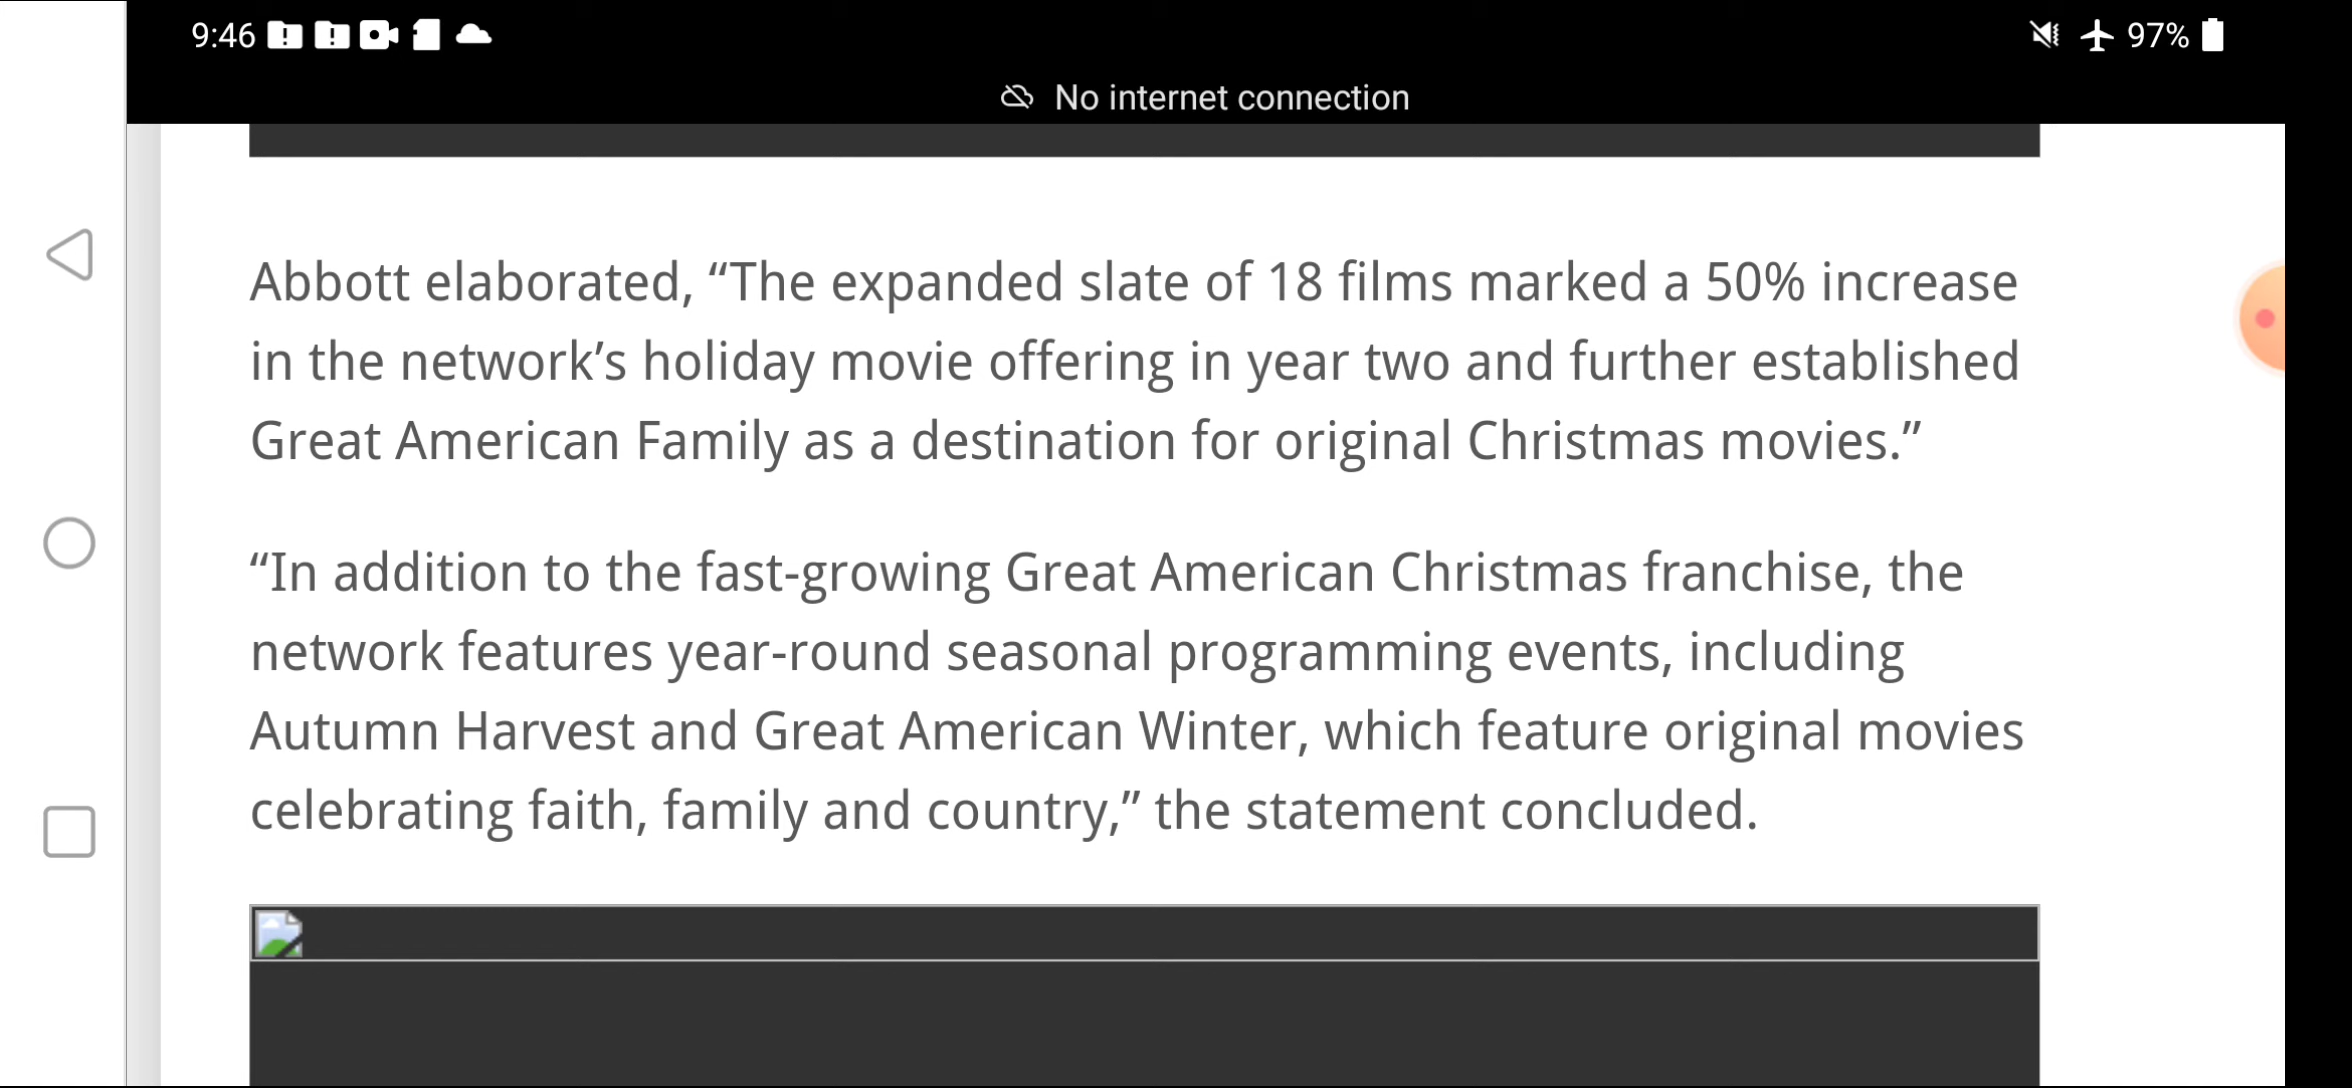 9:46
97%
No internet connection
Abbott elaborated, “The expanded slate of 18 films marked a 50% increase
in the network’s holiday movie offering in year two and further established
Great American Family as a destination for original Christmas movies.”
“In addition to the fast-growing Great American Christmas franchise, the
network features year-round seasonal programming events, including
Autumn Harvest and Great American Winter, which feature original movies
celebrating faith, family and country,” the statement concluded.